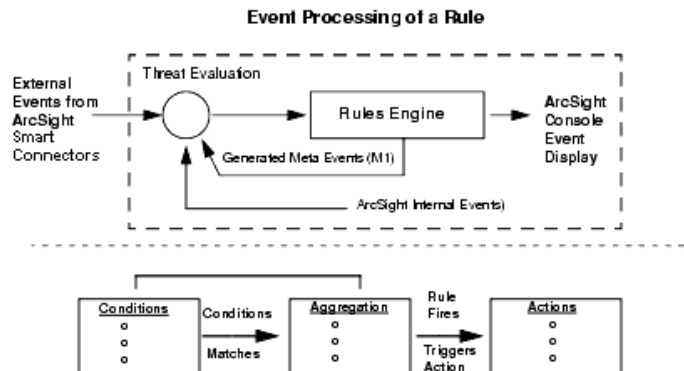 Event Processing of a Rule
Threat Evaluation
External
Events from
ArcSight
Smart
Connectors
Rules Engine
ArcSight
Console
Event
Display
Generated Meta Events (M1)
ArcSight Internal Events)
Conditions
Conditions
Matches
Aggregation
Rule
Fires
Triggers
Action
Actions